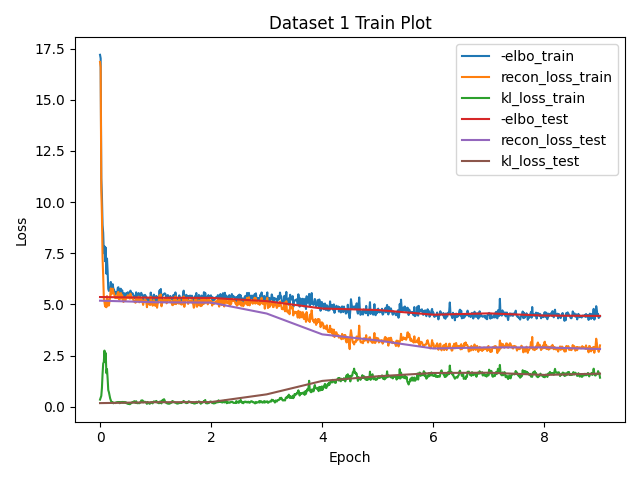 Dataset 1 Train Plot
17.5
15.0
12.5
10.0
7.5
5.0
2.5
0.0
Loss
-elbo_train
recon_loss_train
kl_loss_train
-elbo_test
recon_loss_test
kl_loss_test
0 2 4 6 8
Epoch